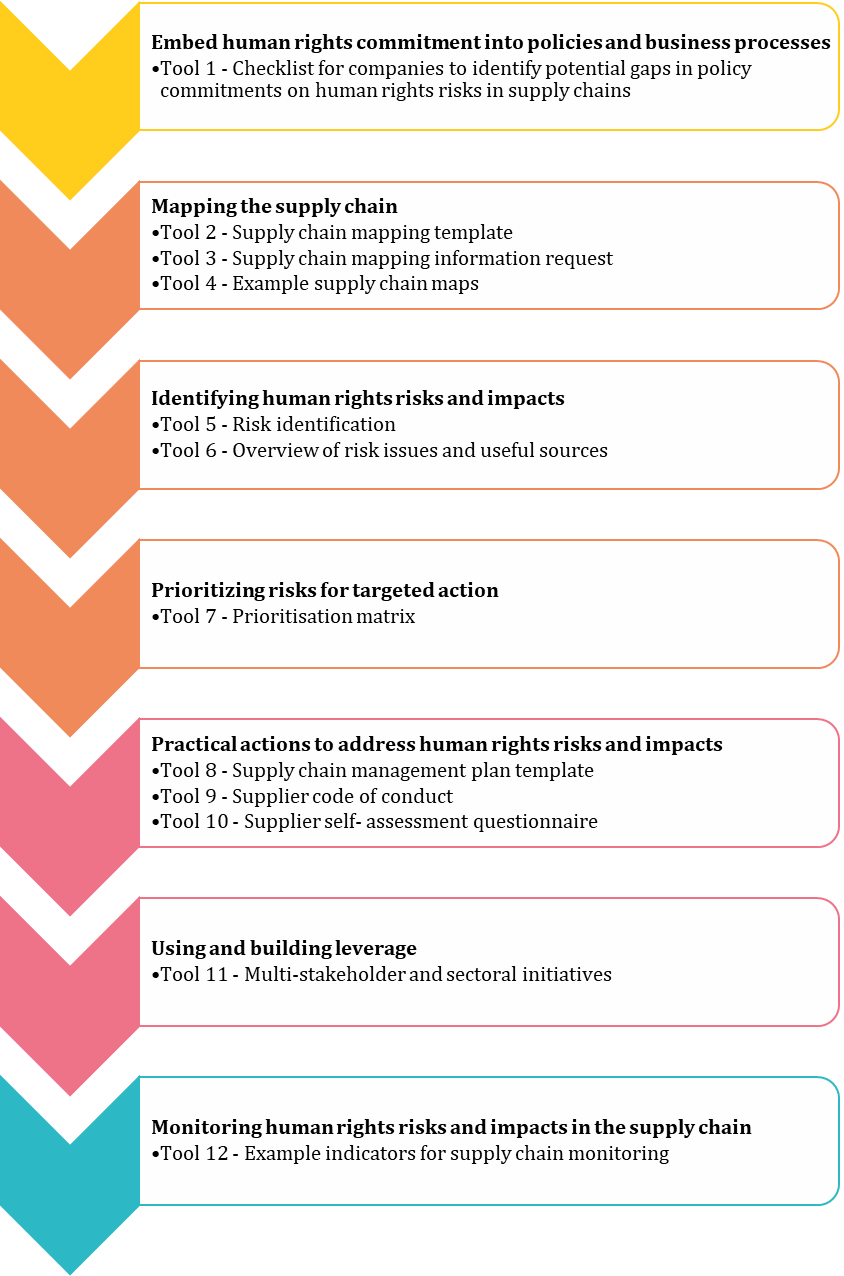 Embed human rights commitment into policies and business processes
•Tool 1 - Checklist for companies to identify potential gaps in policy
commitments on human rights risks in supply chains
Mapping the supply chain
•Tool 2 - Supply chain mapping template
•Tool 3 - Supply chain mapping information request
•Tool 4 - Example supply chain maps
Identifying human rights risks and impacts
•Tool 5 - Risk identification
•Tool 6 - Overview of risk issues and useful sources
Prioritizing risks for targeted action
•Tool 7 - Prioritisation matrix
Practical actions to address human rights risks and impacts
•Tool 8 - Supply chain management plan template
•Tool 9 - Supplier code of conduct
•Tool 10 - Supplier self- assessment questionnaire
Using and building leverage
•Tool 11 - Multi-stakeholder and sectoral initiatives
Monitoring human rights risks and impacts in the supply chain
•Tool 12 - Example indicators for supply chain monitoring